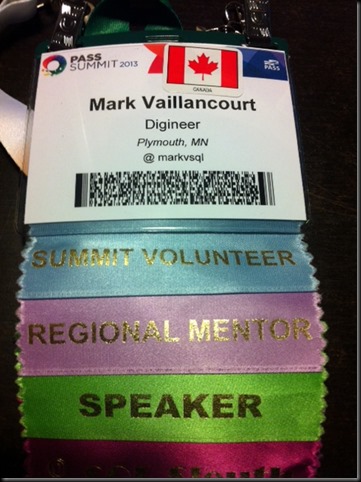 PASS
SUMMIT 2013
PASS
CANADA
Mark Vaillancourt
Digineer
Plymouth, MN
@ markvsql
SUMMIT VOLUNTEER
REGIONAL MENTOR
SPEAKER